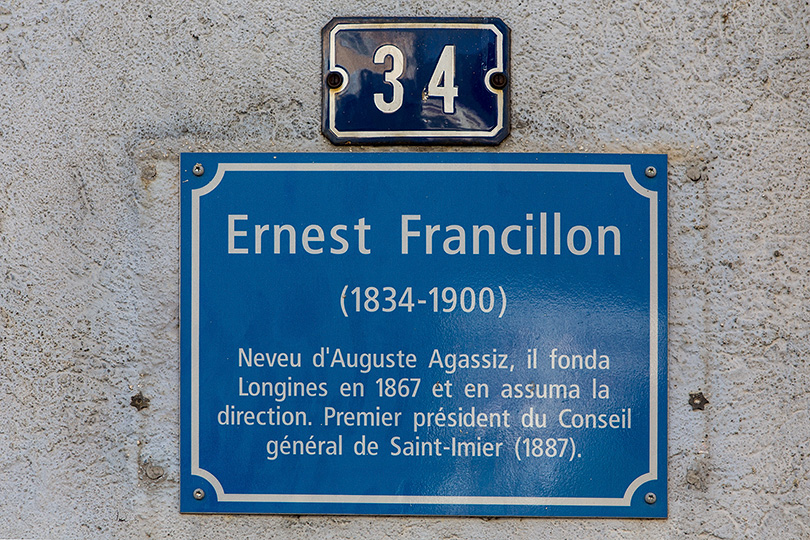 34
Ernest Francillon
(1834-1900)
Neveu d'Auguste Agassiz, il fonda
Longines en 1867 et en assuma la
direction. Premier président du Conseil
général de Saint-Imier (1887).